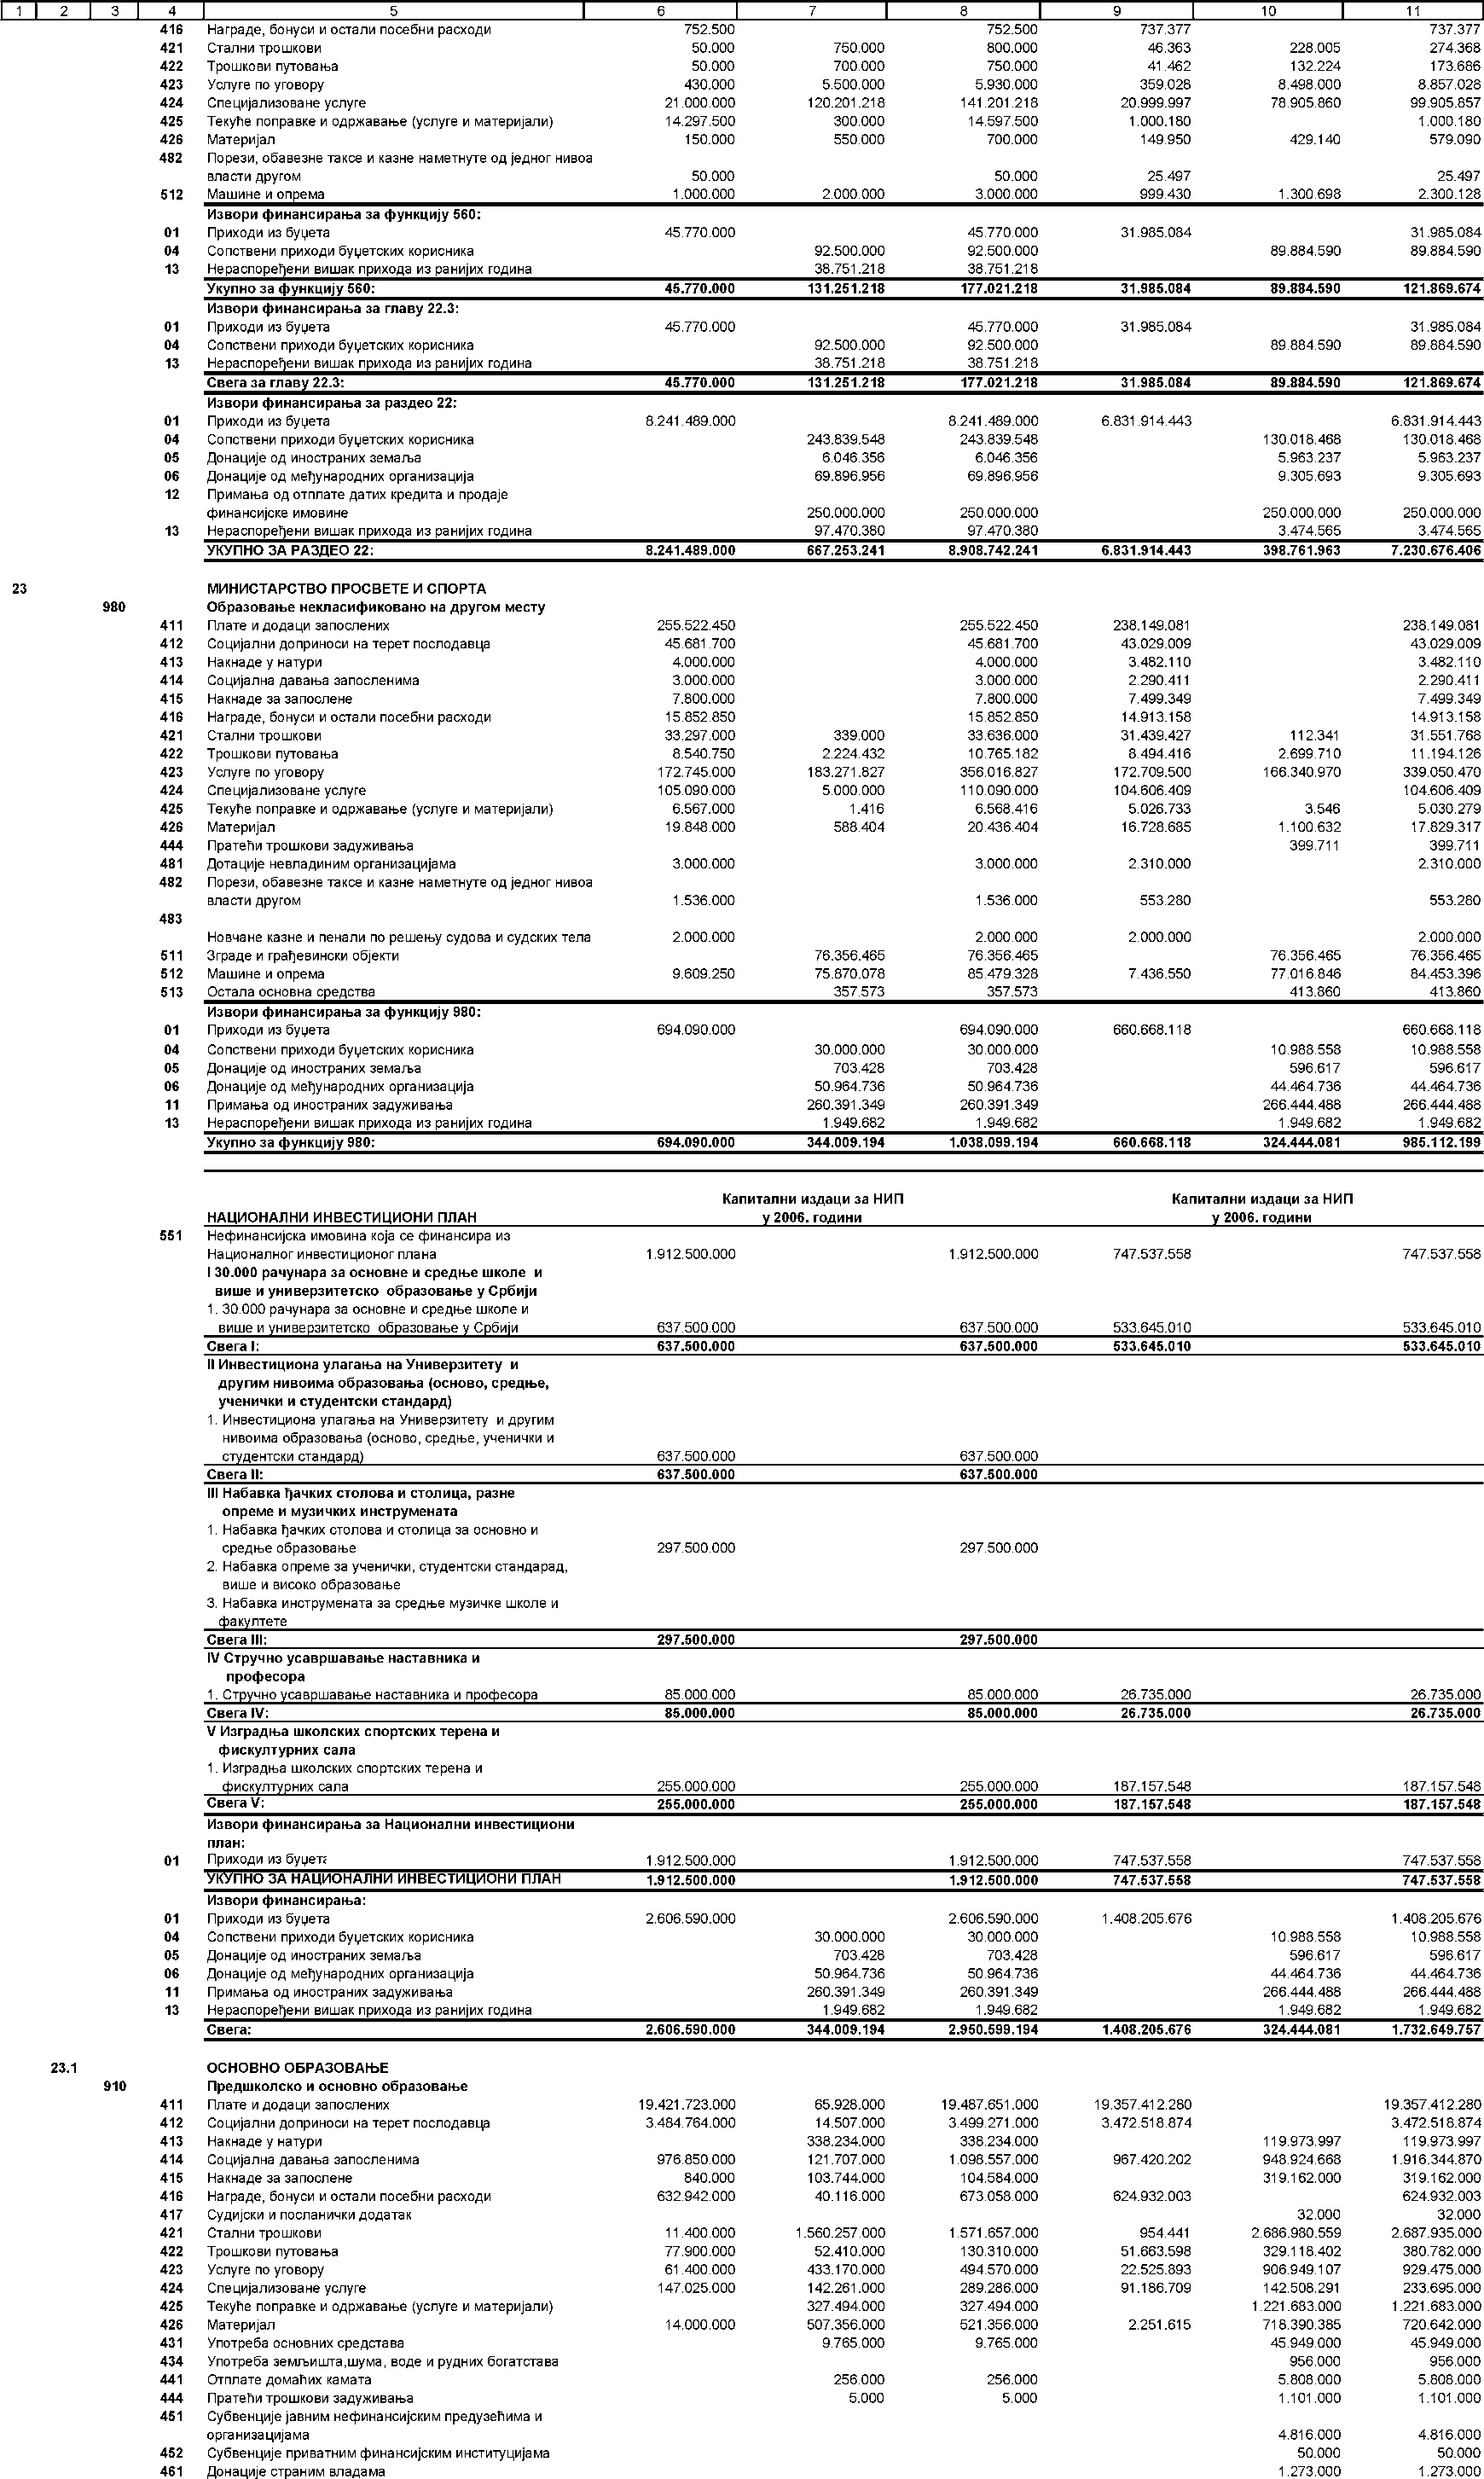 1 2 3 4 5 6 7 8 9 10 11
416 Награде, бонуси и остали посебни расходи 752.500 752.500 737.377 737.377
421 Стални трошкови 50.000 750.000 800.000 46.363 228.005 274.368
422 Трошкови путовања 50.000 700.000 750.000 41.462 132.224 173.686
423 Услуге по уговору 430.000 5.500.000 5.930.000 359.028 8.498.000 8.857.028
424 Специјализоване услуге 21.000.000 120.201.218 141.201.218 20.999.997 78.905.860 99.905.857
425 Текуће поправке и одржавање (услуге и материјали) 14.297.500 300.000 14.597.500 1.000.180 1.000.180
426 Материјал 150.000 550.000 700.000 149.950 429.140 579.090
482 Порези, обавезне таксе и казне наметнуте од једног нивоа
власти другом 50.000 50.000 25.497 25.497
512 Машине и опрема 1.000.000 2.000.000 3.000.000 999.430 1.300.698 2.300.128
Извори финансирања за функцију 560:
01 Приходи из буџета 45.770.000 45.770.000 31.985.084 31.985.084
04 Сопствени приходи буџетских корисника 92.500.000 92.500.000 89.884.590 89.884.590
13 Нераспоређени вишак прихода из ранијих година 38.751.218 38.751.218
Укупно за функцију 560: 45.770.000 131.251.218 177.021.218 31.985.084 89.884.590 121.869.674
Извори финансирања за главу 22.3:
01 Приходи из буџета 45.770.000 45.770.000 31.985.084 31.985.084
04 Сопствени приходи буџетских корисника 92.500.000 92.500.000 89.884.590 89.884.590
13 Нераспоређени вишак прихода из ранијих година 38.751.218 38.751.218
Свега за главу 22.3: 45.770.000 131.251.218 177.021.218 31.985.084 89.884.590 121.869.674
Извори финансирања за раздео 22:
01 Приходи из буџета 8.241.489.000 8.241.489.000 6.831.914.443 6.831.914.443
04 Сопствени приходи буџетских корисника 243.839.548 243.839.548 130.018.468 130.018.468
05 Донације од иностраних земаља 6.046.356 6.046.356 5.963.237 5.963.237
06 Донације од међународних организација 69.896.956 69.896.956 9.305.693 9.305.693
12 Примања од отплате датих кредита и продаје
финансијске имовине 250.000.000 250.000.000 250.000.000 250.000.000
13 Нераспоређени вишак прихода из ранијих година 97.470.380 97.470.380 3.474.565 3.474.565
УКУПНО ЗА РАЗДЕО 22: 8.241.489.000 667.253.241 8.908.742.241 6.831.914.443 398.761.963 7.230.676.406
23 МИНИСТАРСТВО ПРОСВЕТЕ И СПОРТА
980 Образовање некласификовано на другом месту
411 Плате и додаци запослених 255.522.450 255.522.450 238.149.081 238.149.081
412 Социјални доприноси на терет послодавца 45.681.700 45.681.700 43.029.009 43.029.009
413 Накнаде у натури 4.000.000 4.000.000 3.482.110 3.482.110
414 Социјална давања запосленима 3.000.000 3.000.000 2.290.411 2.290.411
415 Накнаде за запослене 7.800.000 7.800.000 7.499.349 7.499.349
416 Награде, бонуси и остали посебни расходи 15.852.850 15.852.850 14.913.158 14.913.158
421 Стални трошкови 33.297.000 339.000 33.636.000 31.439.427 112.341 31.551.768
422 Трошкови путовања 8.540.750 2.224.432 10.765.182 8.494.416 2.699.710 11.194.126
423 Услуге по уговору 172.745.000 183.271.827 356.016.827 172.709.500 166.340.970 339.050.470
424 Специјализоване услуге 105.090.000 5.000.000 110.090.000 104.606.409 104.606.409
425 Текуће поправке и одржавање (услуге и материјали) 6.567.000 1.416 6.568.416 5.026.733 3.546 5.030.279
426 Материјал 19.848.000 588.404 20.436.404 16.728.685 1.100.632 17.829.317
444 Пратећи трошкови задуживања 399.711 399.711
481 Дотације невладиним организацијама 3.000.000 3.000.000 2.310.000 2.310.000
482 Порези, обавезне таксе и казне наметнуте од једног нивоа
власти другом 1.536.000 1.536.000 553.280 553.280
483
Новчане казне и пенали по решењу судова и судских тела 2.000.000 2.000.000 2.000.000 2.000.000
511 Зграде и грађевински објекти 76.356.465 76.356.465 76.356.465 76.356.465
512 Машине и опрема 9.609.250 75.870.078 85.479.328 7.436.550 77.016.846 84.453.396
513 Остала основна средства 357.573 357.573 413.860 413.860
Извори финансирања за функцију 980:
01 Приходи из буџета 694.090.000 694.090.000 660.668.118 660.668.118
04 Сопствени приходи буџетских корисника 30.000.000 30.000.000 10.988.558 10.988.558
05 Донације од иностраних земаља 703.428 703.428 596.617 596.617
06 Донације од међународних организација 50.964.736 50.964.736 44.464.736 44.464.736
11 Примања од иностраних задуживања 260.391.349 260.391.349 266.444.488 266.444.488
13 Нераспоређени вишак прихода из ранијих година 1.949.682 1.949.682 1.949.682 1.949.682
Укупно за функцију 980: 694.090.000 344.009.194 1.038.099.194 660.668.118 324.444.081 985.112.199
Капитални издаци за НИП Капитални издаци за НИП
НАЦИОНАЛНИ ИНВЕСТИЦИОНИ ПЛАН у 2006. години у 2006. години
551 Нефинансијска имовина која се финансира из
Националног инвестиционог плана 1.912.500.000 1.912.500.000 747.537.558 747.537.558
I 30.000 рачунара за основне и средње школе и
више и универзитетско образовање у Србији
1. 30.000 рачунара за основне и средње школе и
више и универзитетско образовање у Србији 637.500.000 637.500.000 533.645.010 533.645.010
Свега I: 637.500.000 637.500.000 533.645.010 533.645.010
II Инвестициона улагања на Универзитету и
другим нивоима образовања (осново, средње,
ученички и студентски стандард)
1. Инвестициона улагања на Универзитету и другим
нивоима образовања (осново, средње, ученички и
студентски стандард) 637.500.000 637.500.000
Свега II: 637.500.000 637.500.000
III Набавка ђачких столова и столица, разне
опреме и музичких инструмената
1. Набавка ђачких столова и столица за основно и
средње образовање 297.500.000 297.500.000
2. Набавка опреме за ученички, студентски стандарад,
више и високо образовање
3. Набавка инструмената за средње музичке школе и
факултете
Свега III: 297.500.000 297.500.000
IV Стручно усавршавање наставника и
професора
1. Стручно усавршавање наставника и професора 85.000.000 85.000.000 26.735.000 26.735.000
Свега IV: 85.000.000 85.000.000 26.735.000 26.735.000
V Изградња школских спортских терена и
фискултурних сала
1. Изградња школских спортских терена и
фискултурних сала 255.000.000 255.000.000 187.157.548 187.157.548
Свега V: 255.000.000 255.000.000 187.157.548 187.157.548
Извори финансирања за Национални инвестициони
план:
01 Приходи из буџета 1.912.500.000 1.912.500.000 747.537.558 747.537.558
УКУПНО ЗА НАЦИОНАЛНИ ИНВЕСТИЦИОНИ ПЛАН 1.912.500.000 1.912.500.000 747.537.558 747.537.558
Извори финансирања:
01 Приходи из буџета 2.606.590.000 2.606.590.000 1.408.205.676 1.408.205.676
04 Сопствени приходи буџетских корисника 30.000.000 30.000.000 10.988.558 10.988.558
05 Донације од иностраних земаља 703.428 703.428 596.617 596.617
06 Донације од међународних организација 50.964.736 50.964.736 44.464.736 44.464.736
11 Примања од иностраних задуживања 260.391.349 260.391.349 266.444.488 266.444.488
13 Нераспоређени вишак прихода из ранијих година 1.949.682 1.949.682 1.949.682 1.949.682
Свега: 2.606.590.000 344.009.194 2.950.599.194 1.408.205.676 324.444.081 1.732.649.757
23.1 ОСНОВНО ОБРАЗОВАЊЕ
910 Предшколско и основно образовање
411 Плате и додаци запослених 19.421.723.000 65.928.000 19.487.651.000 19.357.412.280 19.357.412.280
412 Социјални доприноси на терет послодавца 3.484.764.000 14.507.000 3.499.271.000 3.472.518.874 3.472.518.874
413 Накнаде у натури 338.234.000 338.234.000 119.973.997 119.973.997
414 Социјална давања запосленима 976.850.000 121.707.000 1.098.557.000 967.420.202 948.924.668 1.916.344.870
415 Накнаде за запослене 840.000 103.744.000 104.584.000 319.162.000 319.162.000
416 Награде, бонуси и остали посебни расходи 632.942.000 40.116.000 673.058.000 624.932.003 624.932.003
417 Судијски и посланички додатак 32.000 32.000
421 Стални трошкови 11.400.000 1.560.257.000 1.571.657.000 954.441 2.686.980.559 2.687.935.000
422 Трошкови путовања 77.900.000 52.410.000 130.310.000 51.663.598 329.118.402 380.782.000
423 Услуге по уговору 61.400.000 433.170.000 494.570.000 22.525.893 906.949.107 929.475.000
424 Специјализоване услуге 147.025.000 142.261.000 289.286.000 91.186.709 142.508.291 233.695.000
425 Текуће поправке и одржавање (услуге и материјали) 327.494.000 327.494.000 1.221.683.000 1.221.683.000
426 Материјал 14.000.000 507.356.000 521.356.000 2.251.615 718.390.385 720.642.000
431 Употреба основних средстава 9.765.000 9.765.000 45.949.000 45.949.000
434 Употреба земљишта,шума, воде и рудних богатстава 956.000 956.000
441 Отплате домаћих камата 256.000 256.000 5.808.000 5.808.000
444 Пратећи трошкови задуживања 5.000 5.000 1.101.000 1.101.000
451 Субвенције јавним нефинансијским предузећима и
организацијама 4.816.000 4.816.000
452 Субвенције приватним финансијским институцијама 50.000 50.000
461 Донације страним владама 1.273.000 1.273.000